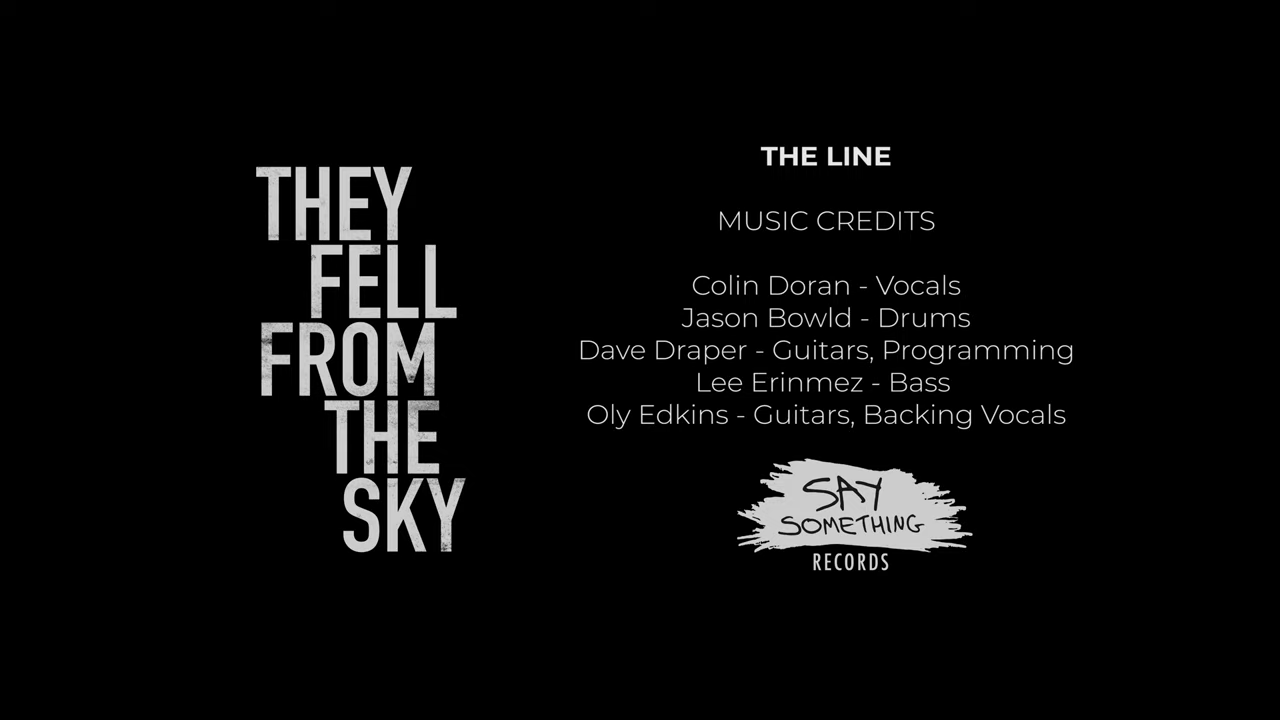 THEY
FELL
FROM
THE
SKY
THE LINE
MUSIC CREDITS
Colin Doran - Vocals
Jason Bowld - Drums
Dave Draper - Guitars, Programming
Lee Erinmez - Bass
Oly Edkins - Guitars, Backing Vocals
SAY
SOMETHING
RECORDS